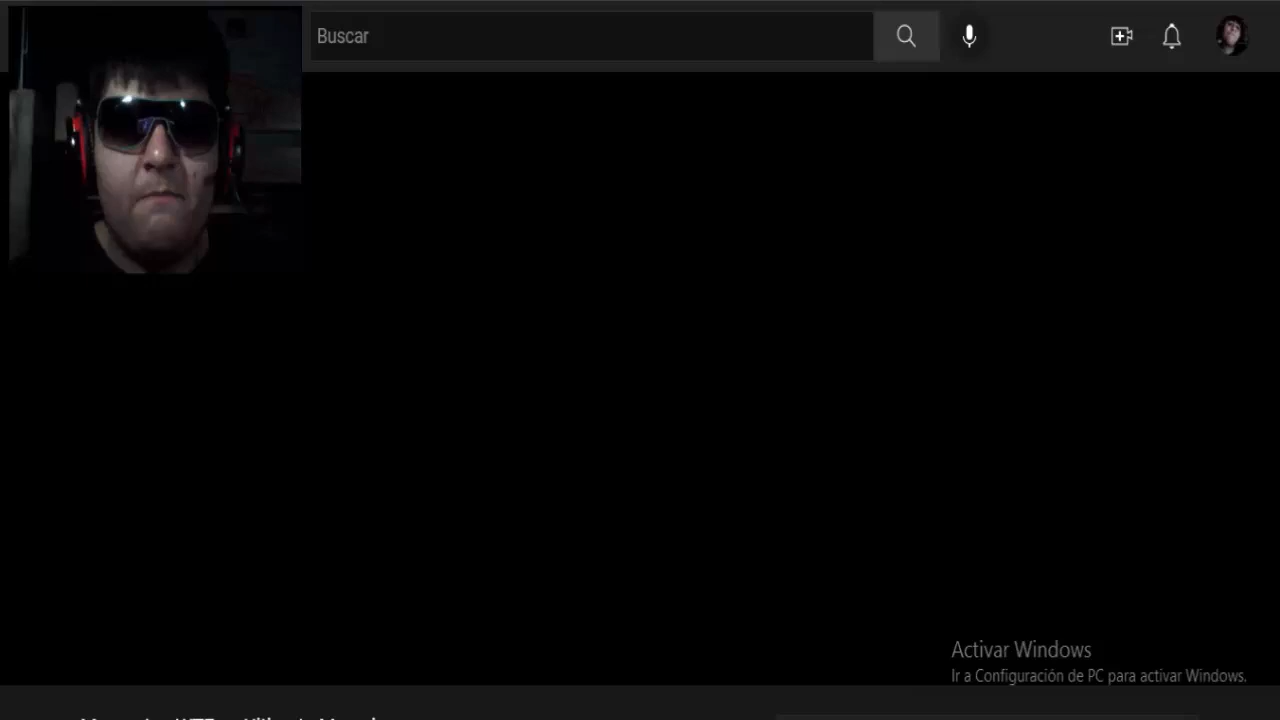 Buscar
Activar Windows
Ir a Configuración de PC para activar Windows.